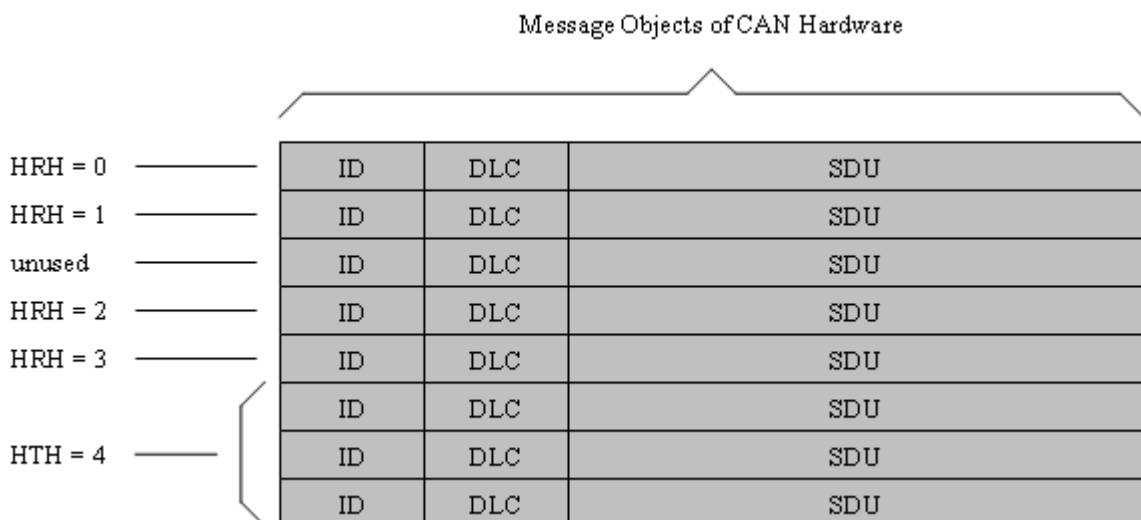 Message Objects of CAN Hardware
HRH = 0 ID DLC SDU
HRH = 1 ID DLC SDU
unused ID DLC SDU
HRH = 2 ID DLC SDU
HRH = 3 ID DLC SDU
ID DLC SDU
HTH = 4 ID DLC SDU
ID DLC SDU